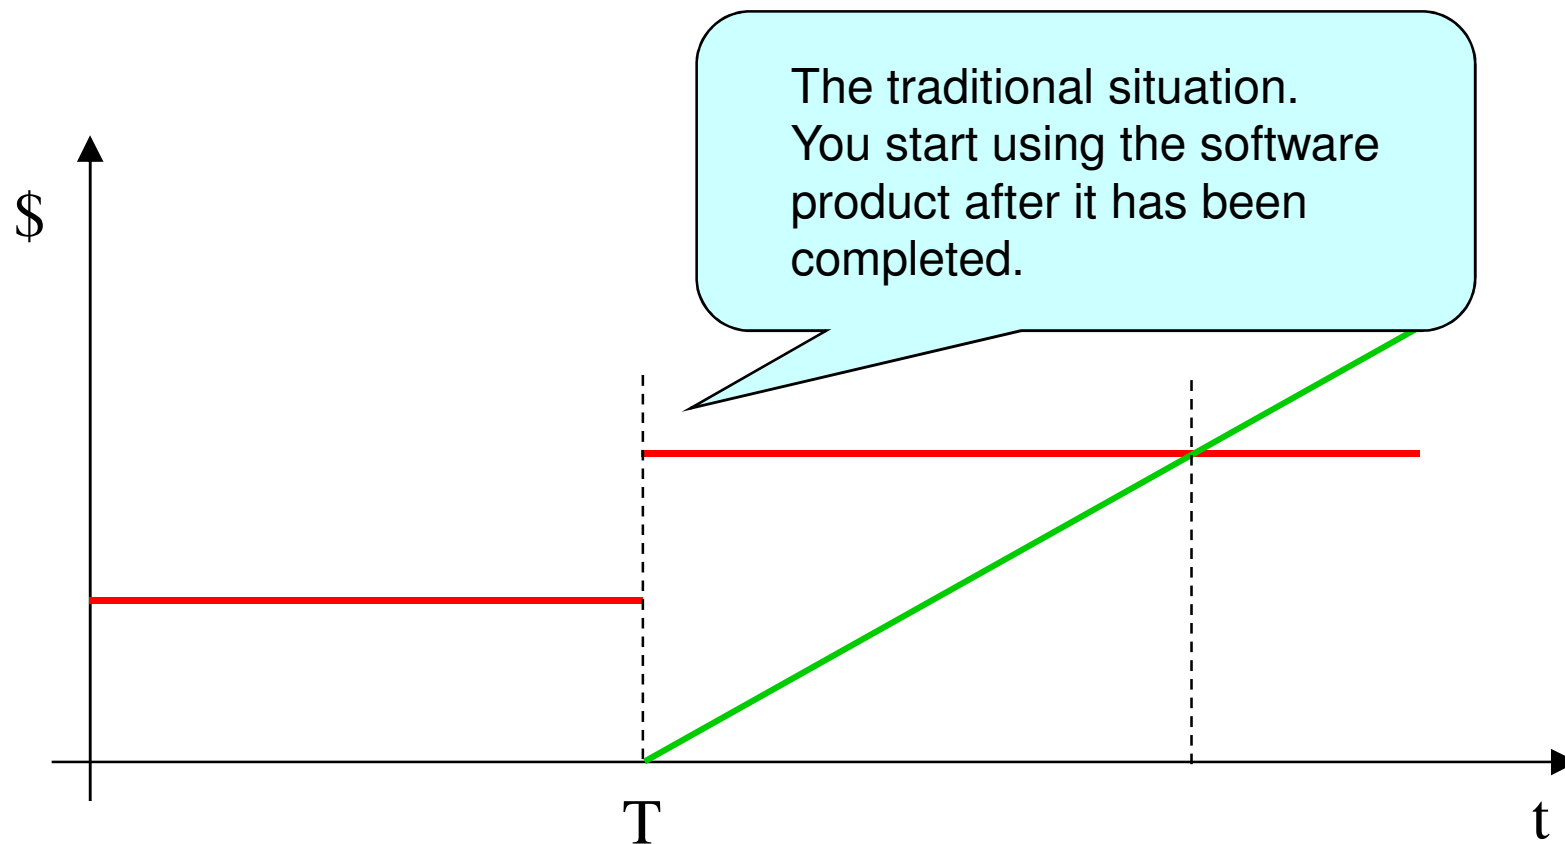 The traditional situation.
You start using the software
product after it has been
completed.
$
T
t